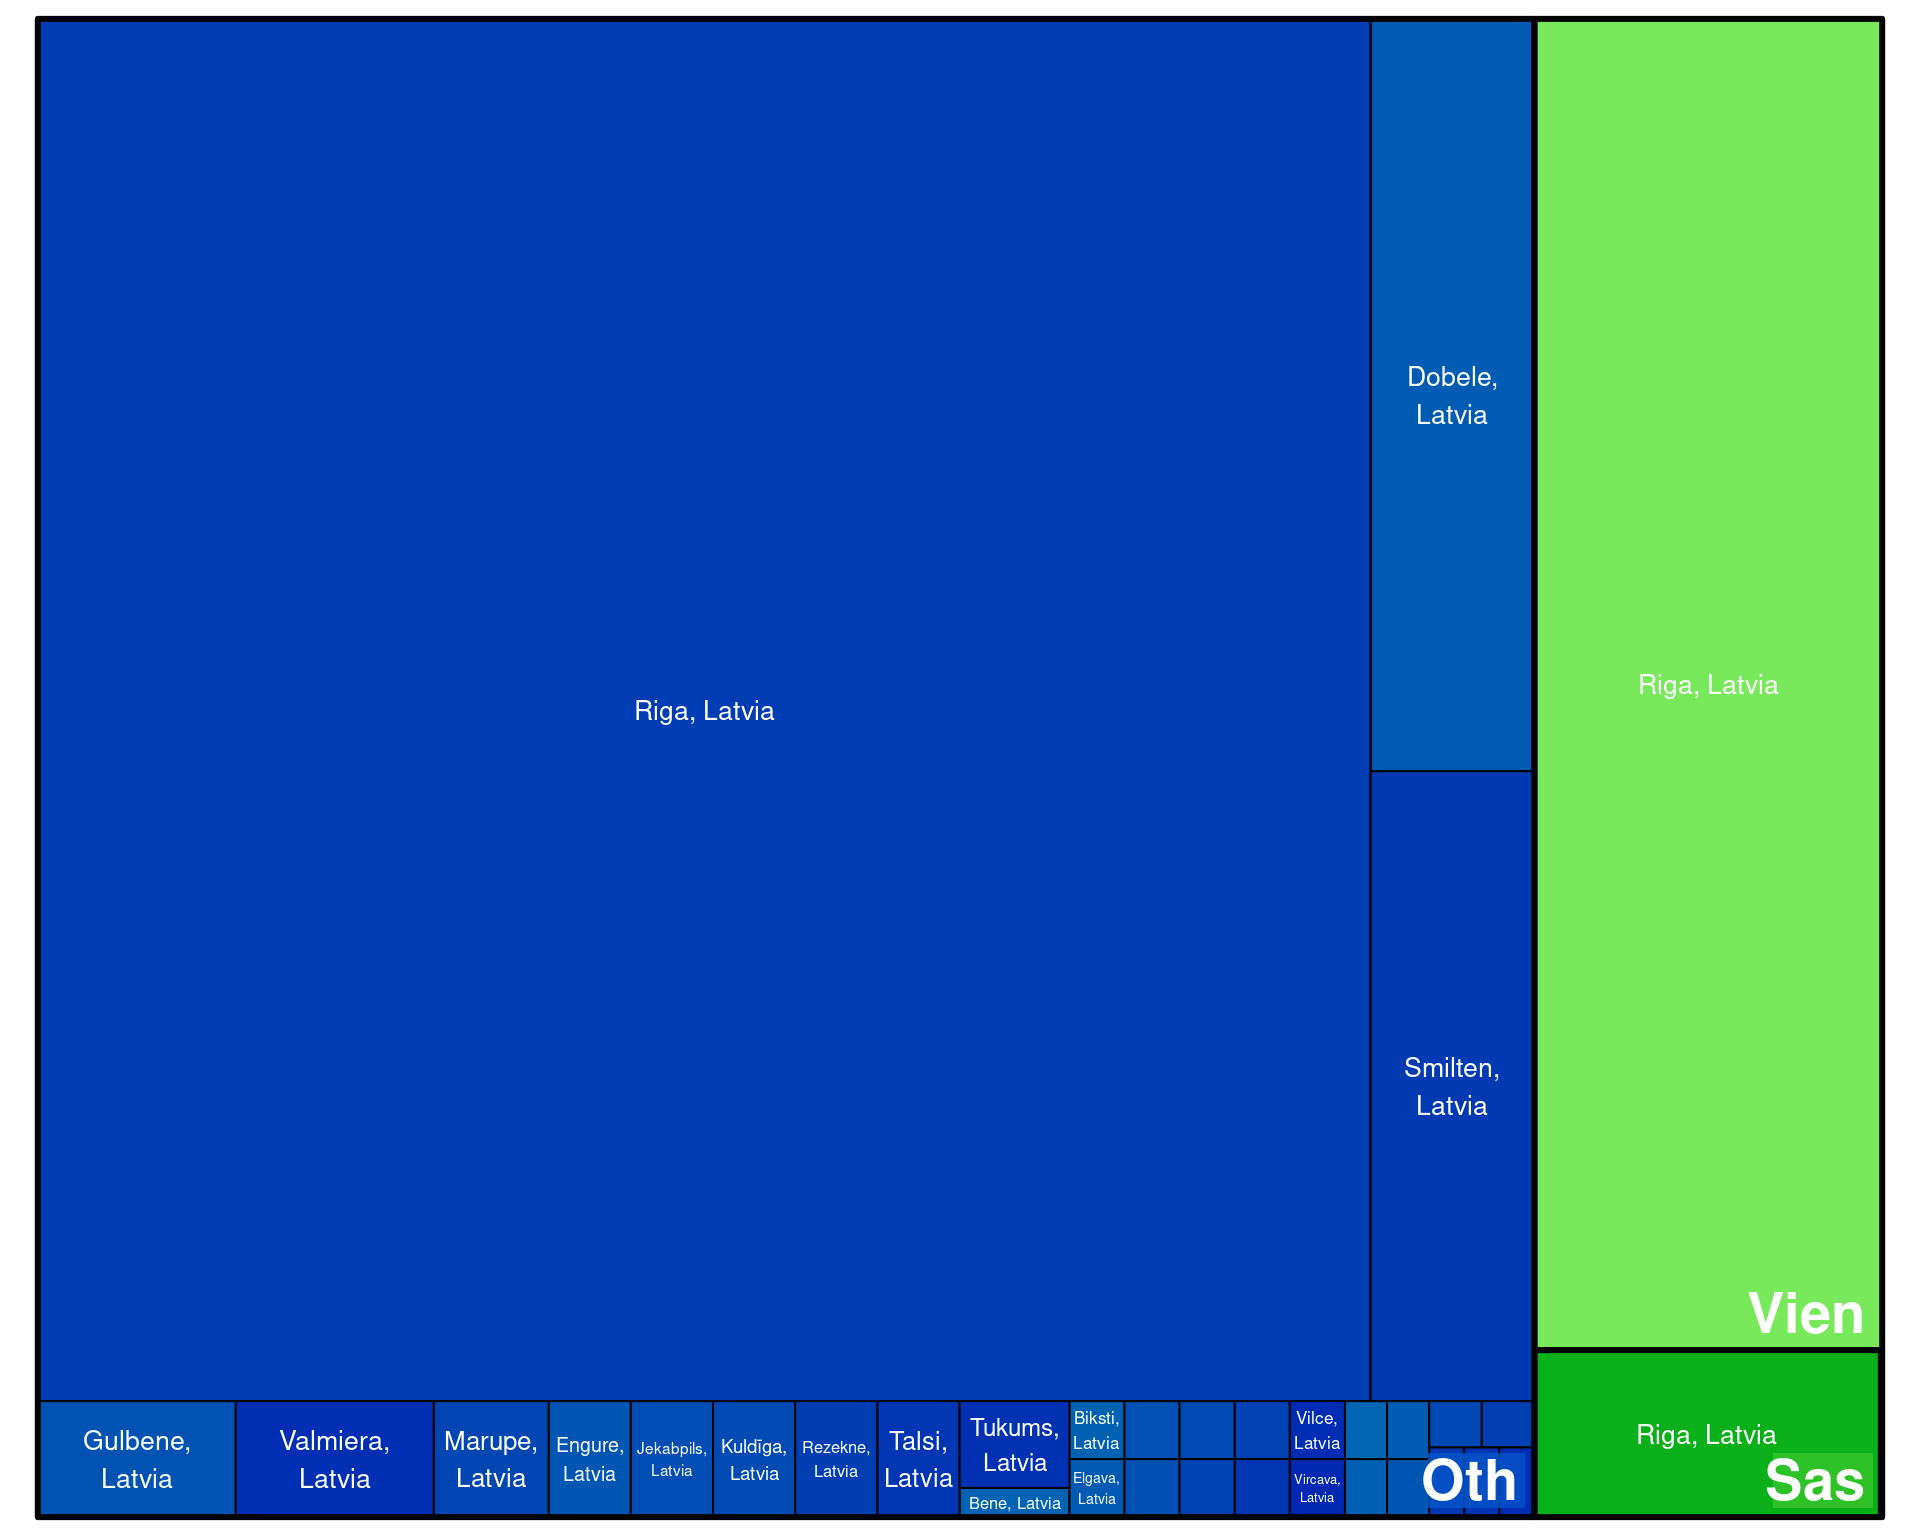 Riga, Latvia
Dobele,
Latvia
Smilten,
Latvia
Riga, Latvia
Vien
Riga, Latvia
Sas
Gulbene,
Latvia
Valmiera,
Latvia
Marupe,
Latvia
Engure,
Latvia
Jekabpils,
Latvia
Kuldīga,
Latvia
Rezekne,
Latvia
Talsi,
Latvia
Tukums,
Latvia
Bene, Latvia
Biksti,
Latvia
Elgava,
Latvia
Vilce,
Latvia
Vircava,
Latvia
Oth